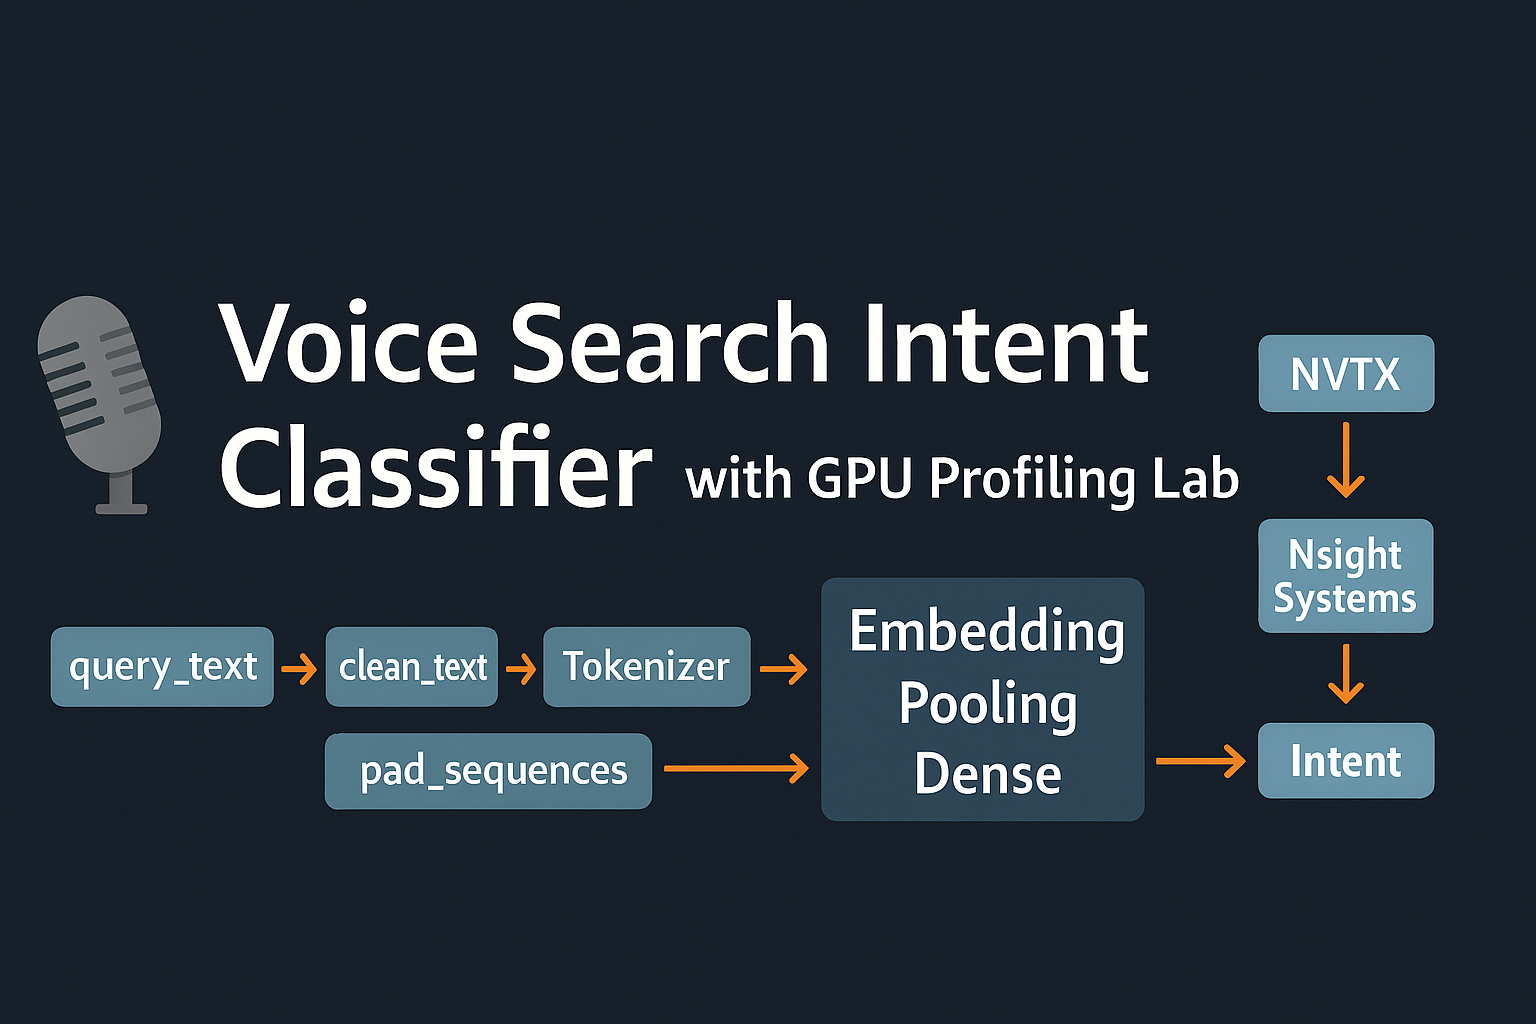 Voice Search Intent
Classifier with GPU Profiling Lab
query_text
clean_text
Tokenizer
pad_sequences
Embedding
Pooling
Dense
NVTX
Nsight
Systems
Intent